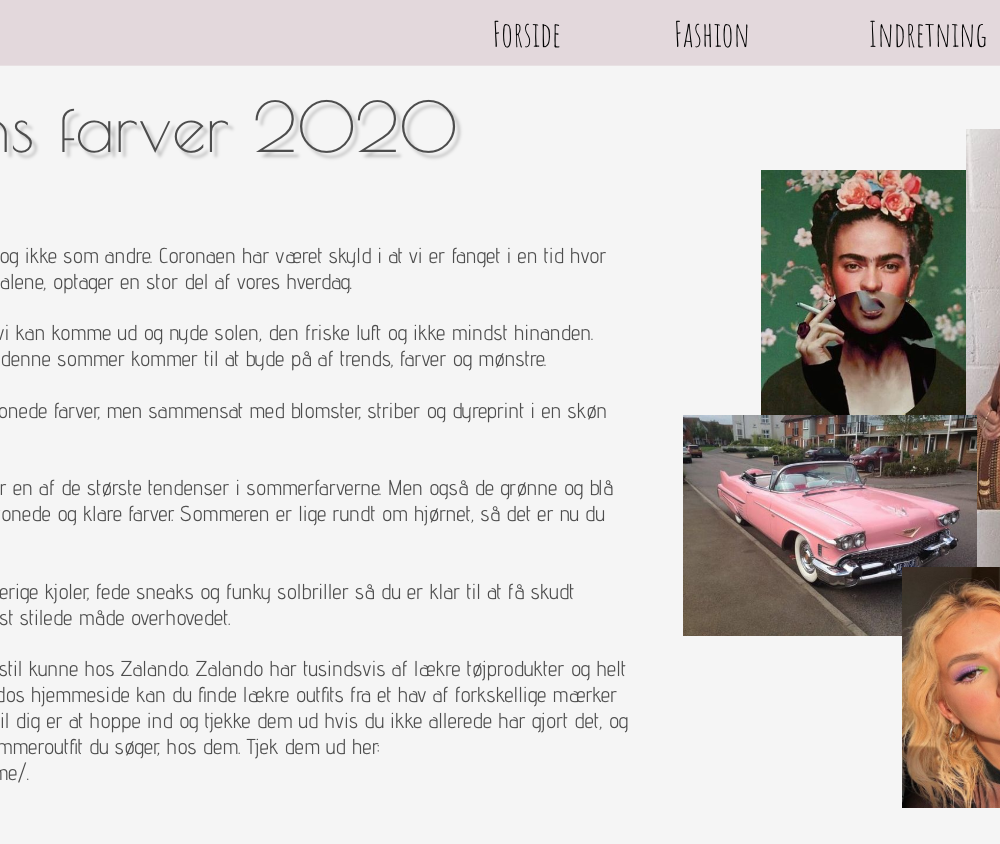 Forside Fashion Indretning
ns farver 2020
og ikke som andre. Coronaen har været skyld i at vi er fanget i en tid hvor
alene, optager en stor del af vores hverdag.
vi kan komme ud og nyde solen, den friske luft og ikke mindst hinanden.
denne sommer kommer til at byde på af trends, farver og mønstre.
onede farver, men sammensat med blomster, striber og dyreprint i en skøn
r en af de største tendenser i sommerfarverne. Men også de grønne og blå
onede og klare farver. Sommeren er lige rundt om hjørnet, så det er nu du
erige kjoler, fede sneaks og funky solbriller så du er klar til at få skudt
st stilede måde overhovedet.
stil kunne hos Zalando. Zalando har tusindsvis af lækre tøjprodukter og helt
dos hjemmeside kan du finde lækre outfits fra et hav af forkskellige mærker
il dig er at hoppe ind og tjekke dem ud hvis du ikke allerede har gjort det, og
mmeroutfit du søger, hos dem. Tjek dem ud her:
me/.